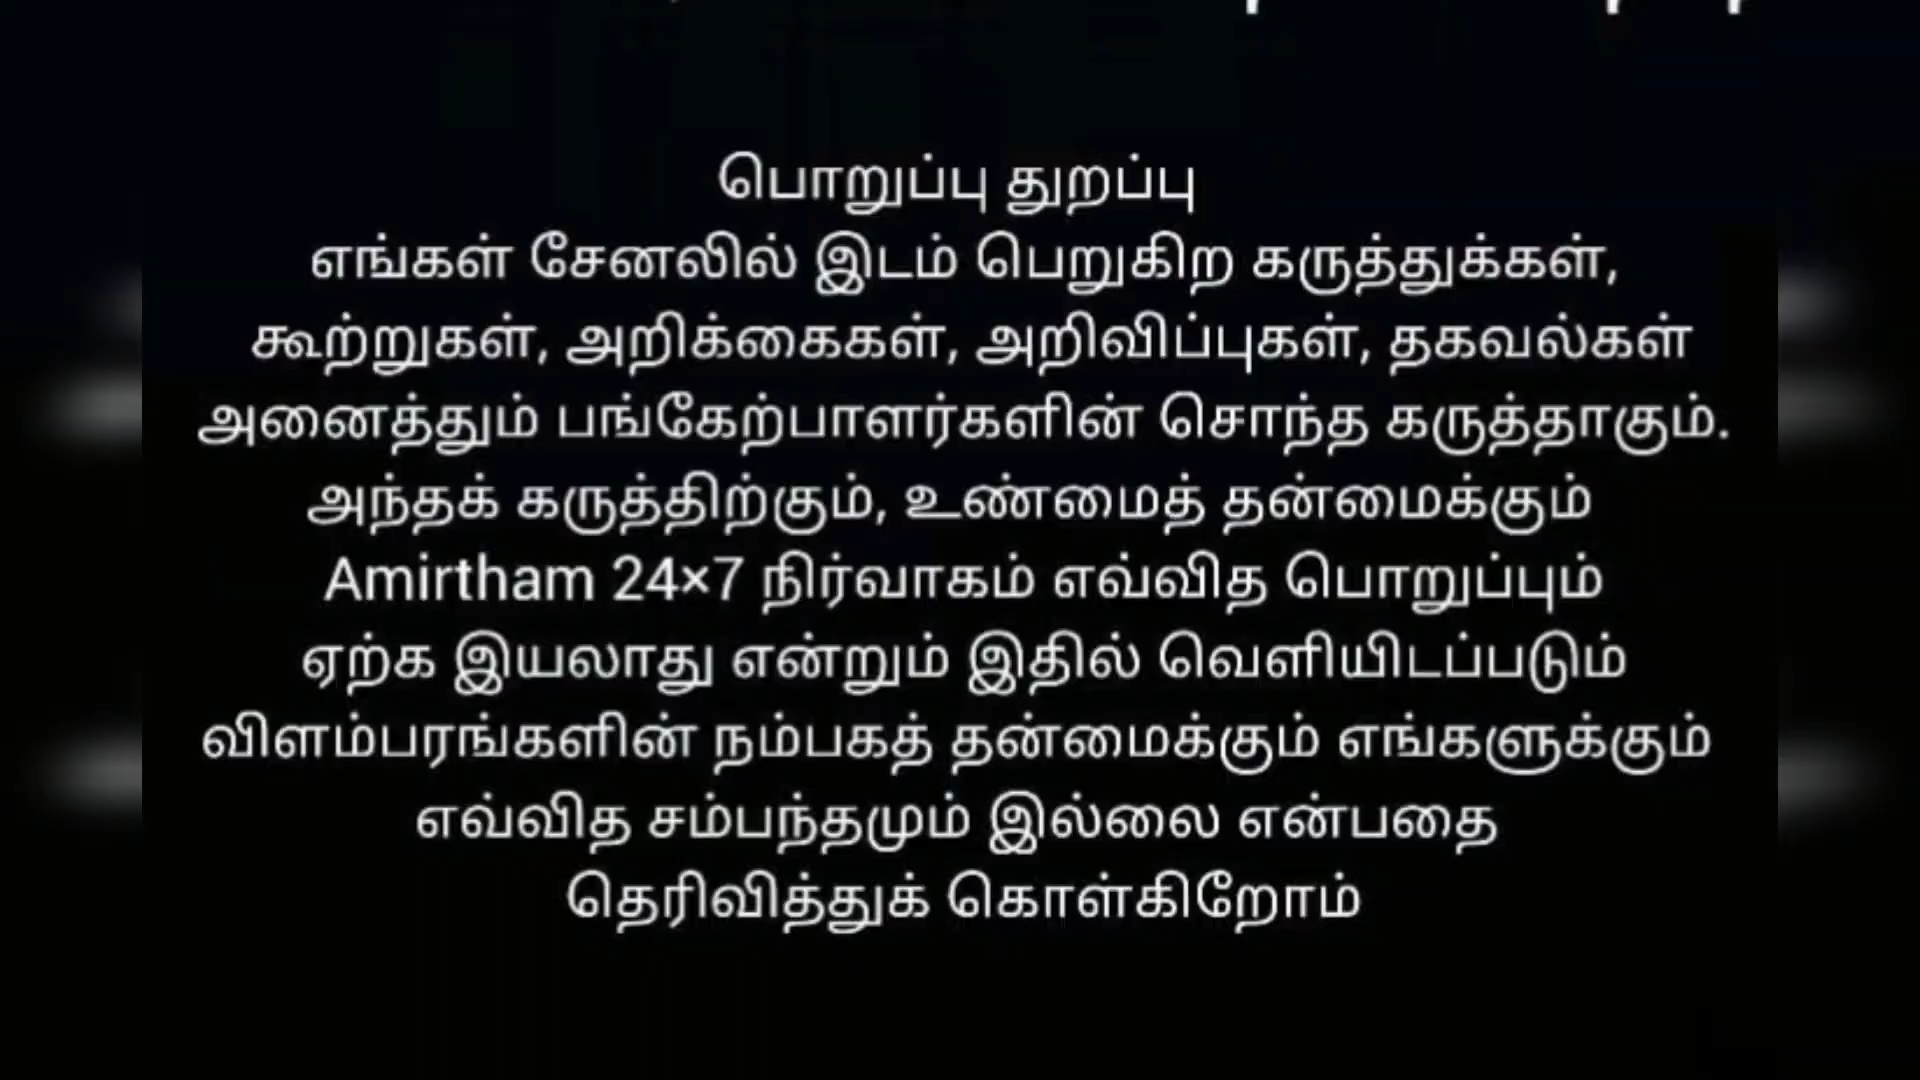 பொறுப்பு துறப்பு
எங்கள் சேனலில் இடம் பெறுகிற கருத்துக்கள்,
கூற்றுகள், அறிக்கைகள், அறிவிப்புகள், தகவல்கள்
அனைத்தும் பங்கேற்பாளர்களின் சொந்த கருத்தாகும்.
அந்தக் கருத்திற்கும், உண்மைத் தன்மைக்கும்
Amirtham 24×7 நிர்வாகம் எவ்வித பொறுப்பும்
ஏற்க இயலாது என்றும் இதில் வெளியிடப்படும்
விளம்பரங்களின் நம்பகத் தன்மைக்கும் எங்களுக்கும்
எவ்வித சம்பந்தமும் இல்லை என்பதை
தெரிவித்துக் கொள்கிறோம்